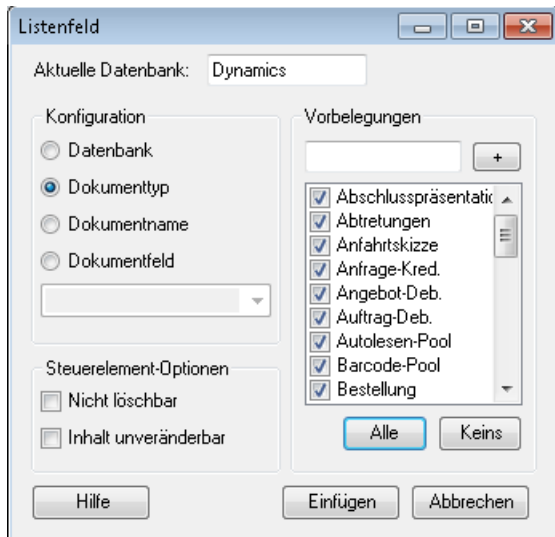 Listenfeld
Aktuelle Datenbank: Dynamics
Konfiguration
Datenbank
Dokumenttyp
Dokumentname
Dokumentfeld
Steuerelement-Optionen
Nicht löschbar
Inhalt unveränderbar
Vorbelegungen
+
Abschlusspräsentatio
Abtretungen
Anfahrtskizze
Anfrage-Kred.
Angebot-Deb.
Auftrag-Deb.
Autolesen-Pool
Barcode-Pool
Bestellung
Alle Keins
Hilfe Einfügen Abbrechen